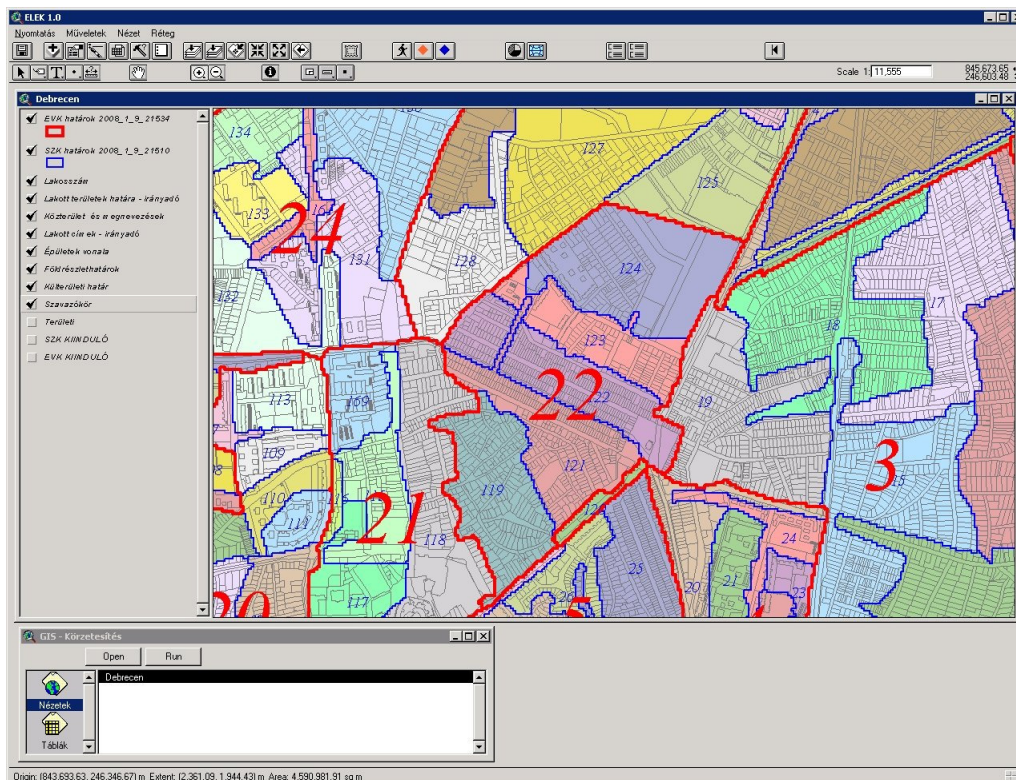 ELEK 1.0
Nyomtatás Műveletek Nézet Réteg
Scale 1: 11,555
845,673.65
246,603.48
Debrecen
EVK határok 2008_1_9_21534
SZK határok 2008_1_9_21510
Lakosszám
Lakott területek határa - irányadó
Közterület és megnevezések
Lakott címek - irányadó
Épületek vonala
Földrészlethatárok
Külterületi határ
Szavazókör
Területi
SZK KIINDULÓ
EVK KIINDULÓ
134
127
125
133
24
131
128
124
132
17
18
123
113
169
22
19
109
121
3
15
110
111
116
21
119
118
24
117
25
20
21
23
GIS - Körzetesítés
Open Run
Debrecen
Nézetek
Táblák
Origin: (843,693.63, 246,346.67) m Extent: (2,361.09, 1,944.43) m Area: 4,590,981.91 sq m